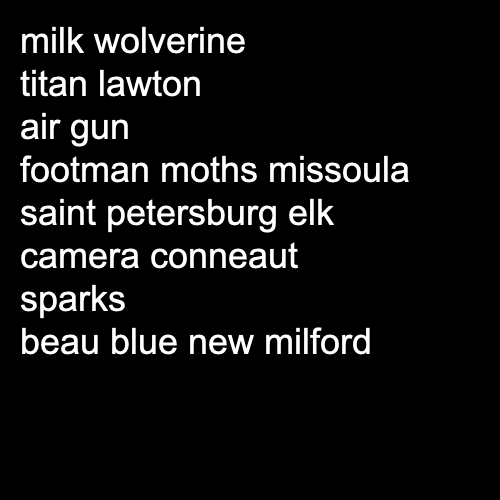 milk wolverine
titan lawton
air gun
footman moths missoula
saint petersburg elk
camera conneaut
sparks
beau blue new milford